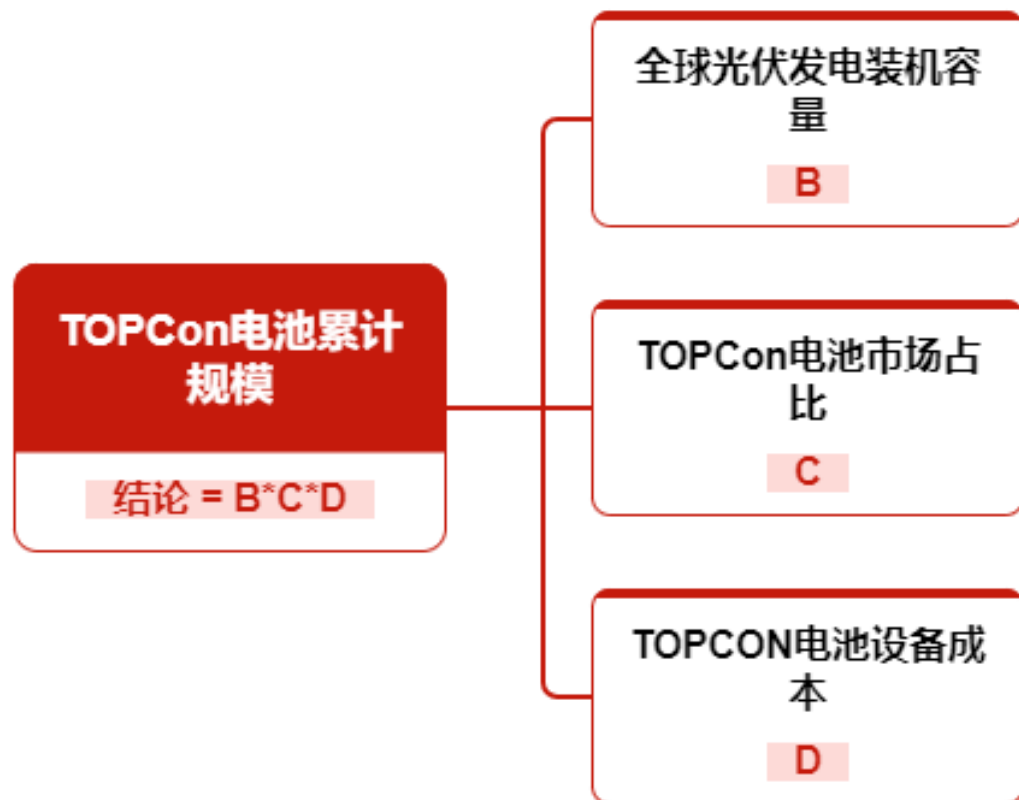 全球光伏发电装机容
量
B
TOPCon电池累计
规模
结论 = B*C*D
TOPCon电池市场占
比
C
TOPCON电池设备成
本
D